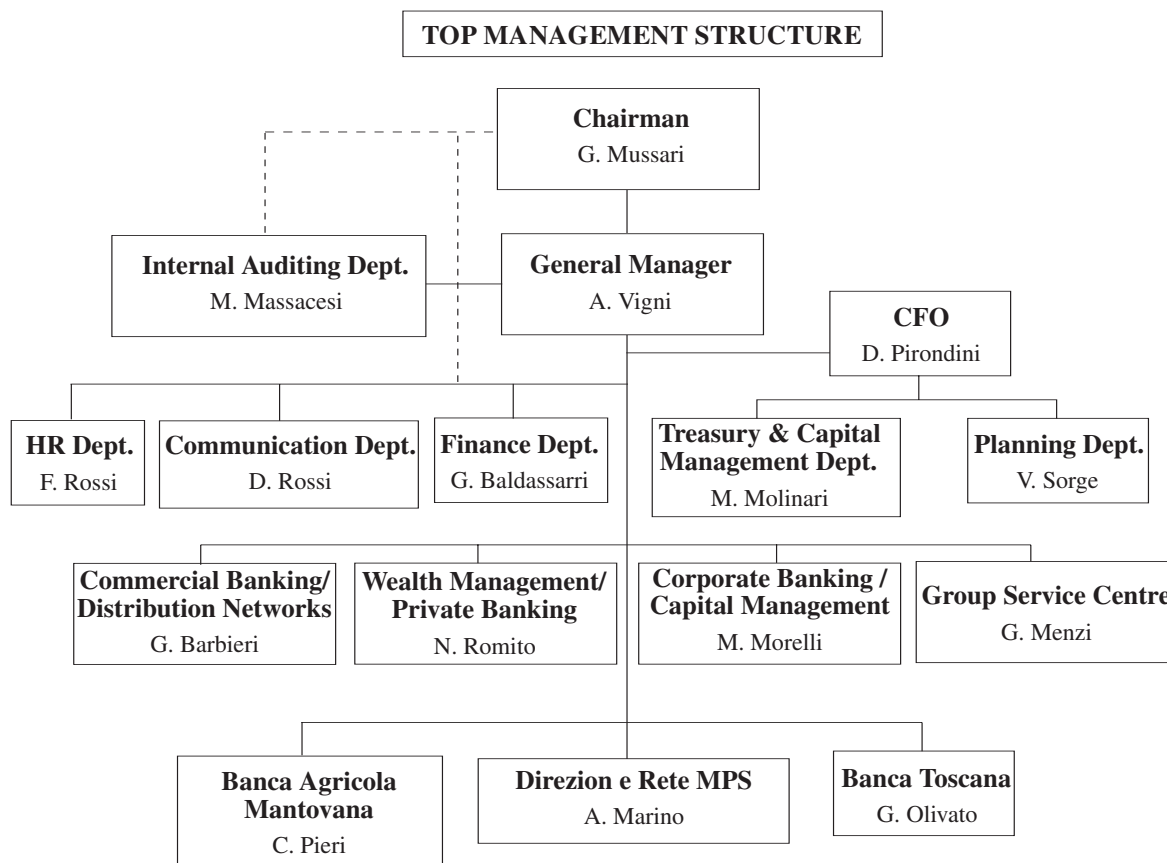 TOP MANAGEMENT STRUCTURE
Chairman
G. Mussari
Internal Auditing Dept.
M. Massacesi
General Manager
A. Vigni
CFO
D. Pirondini
HR Dept.
F. Rossi
Communication Dept.
D. Rossi
Finance Dept.
G. Baldassarri
Treasury & Capital
Management Dept.
M. Molinari
Planning Dept.
V. Sorge
Commercial Banking/
Distribution Networks
G. Barbieri
Wealth Management/
Private Banking
N. Romito
Corporate Banking /
Capital Management
M. Morelli
Group Service Centre
G. Menzi
Banca Agricola
Mantovana
C. Pieri
Direzion e Rete MPS
A. Marino
Banca Toscana
G. Olivato